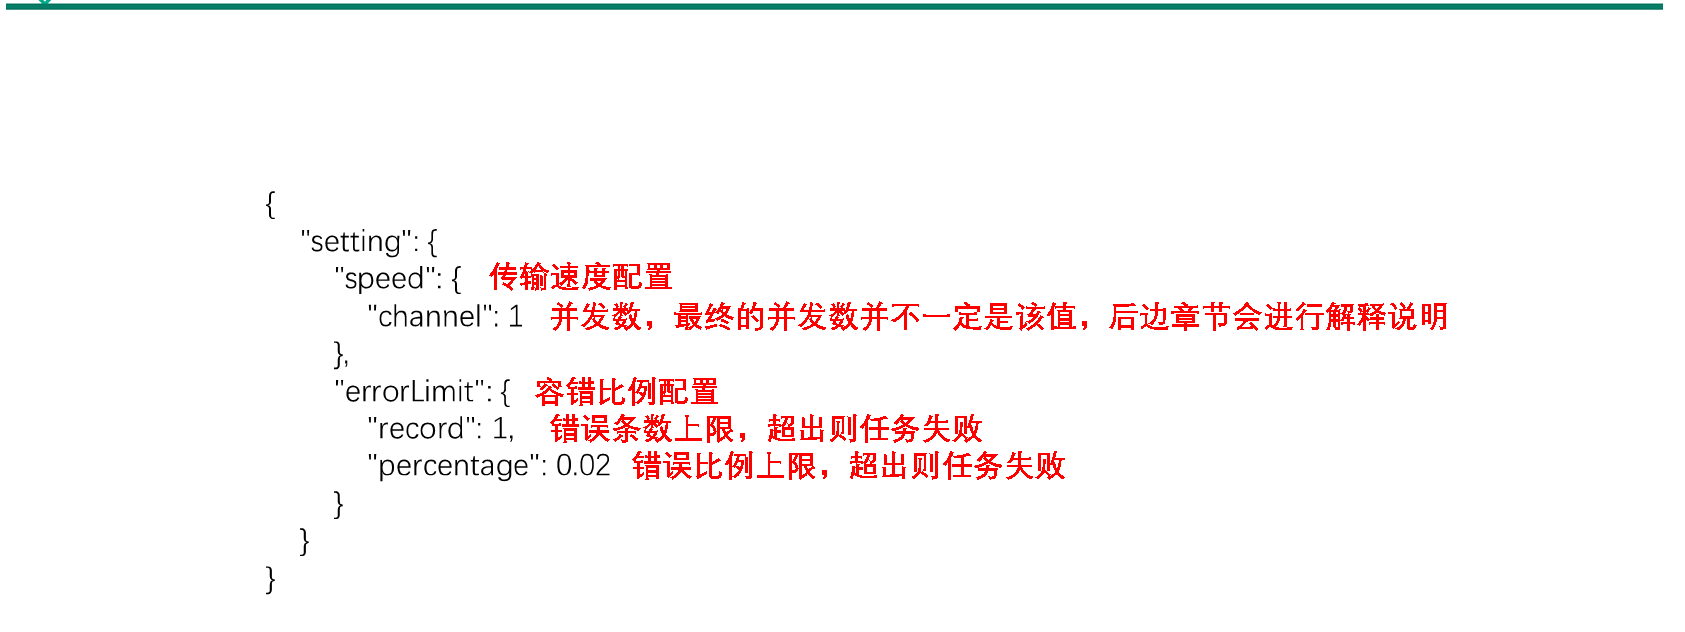 {
"setting": {
"speed": { 传输速度配置
"channel": 1 并发数，最终的并发数并不一定是该值，后边章节会进行解释说明
},
"errorLimit": { 容错比例配置
"record": 1, 错误条数上限，超出则任务失败
"percentage": 0.02 错误比例上限，超出则任务失败
}
}
}